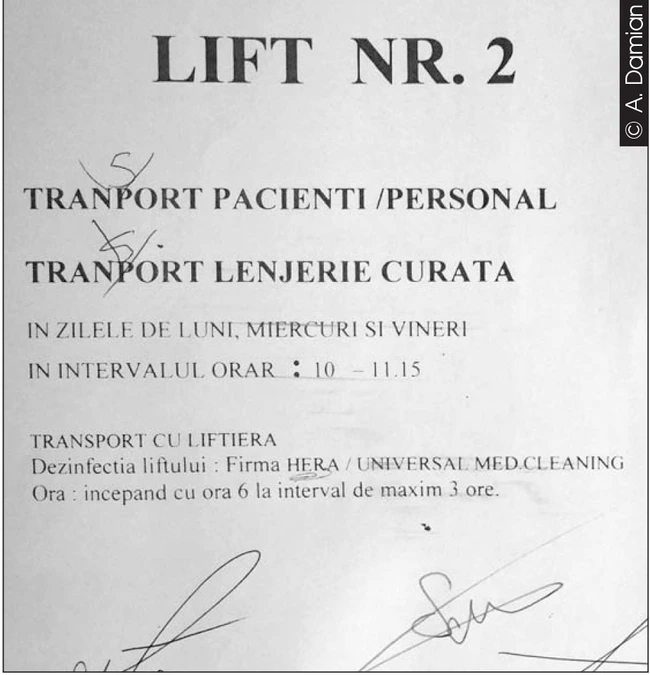 LIFT NR. 2
S
TRANPORT PACIENTI /PERSONAL
S
TRANPORT LENJERIE CURATA
IN ZILELE DE LUNI, MIERCURI SI VINERI
IN INTERVALUL ORAR : 10 – 11.15
TRANSPORT CU LIFTIERA
Dezinfectia liftului : Firma HERA / UNIVERSAL MED.CLEANING
Ora : incepand cu ora 6 la interval de maxim 3 ore.
© A. Damian